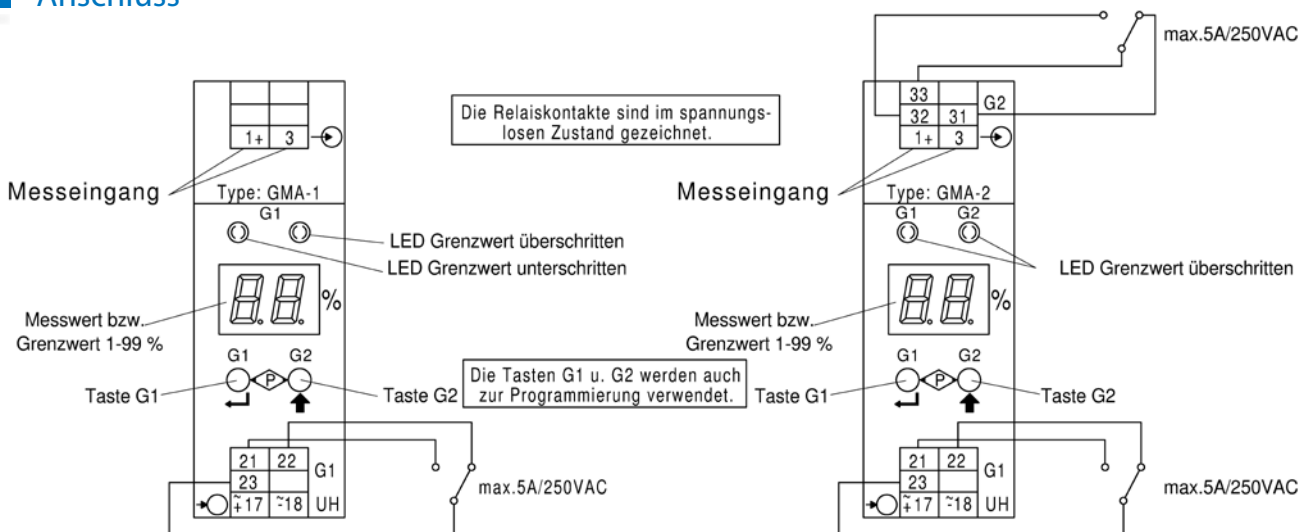 Anschluss
max.5A/250VAC
33
G2
32 31
1+ 3
1+ 3
Die Relaiskontakte sind im spannungs-
losen Zustand gezeichnet.
Messeingang
Type: GMA-1
G1
LED Grenzwert überschritten
LED Grenzwert unterschritten
88 %
Messwert bzw.
Grenzwert 1-99 %
G1 G2
P
Taste G1
Taste G2
Die Tasten G1 u. G2 werden auch
zur Programmierung verwendet.
21 22
G1
23
~+17 ~-18 UH
max.5A/250VAC
Messeingang
Type: GMA-2
G1 G2
LED Grenzwert überschritten
8.8. %
Messwert bzw.
Grenzwert 1-99 %
G1 G2
P
Taste G1
Taste G2
21 22
G1
23
~+17 ~-18 UH
max.5A/250VAC